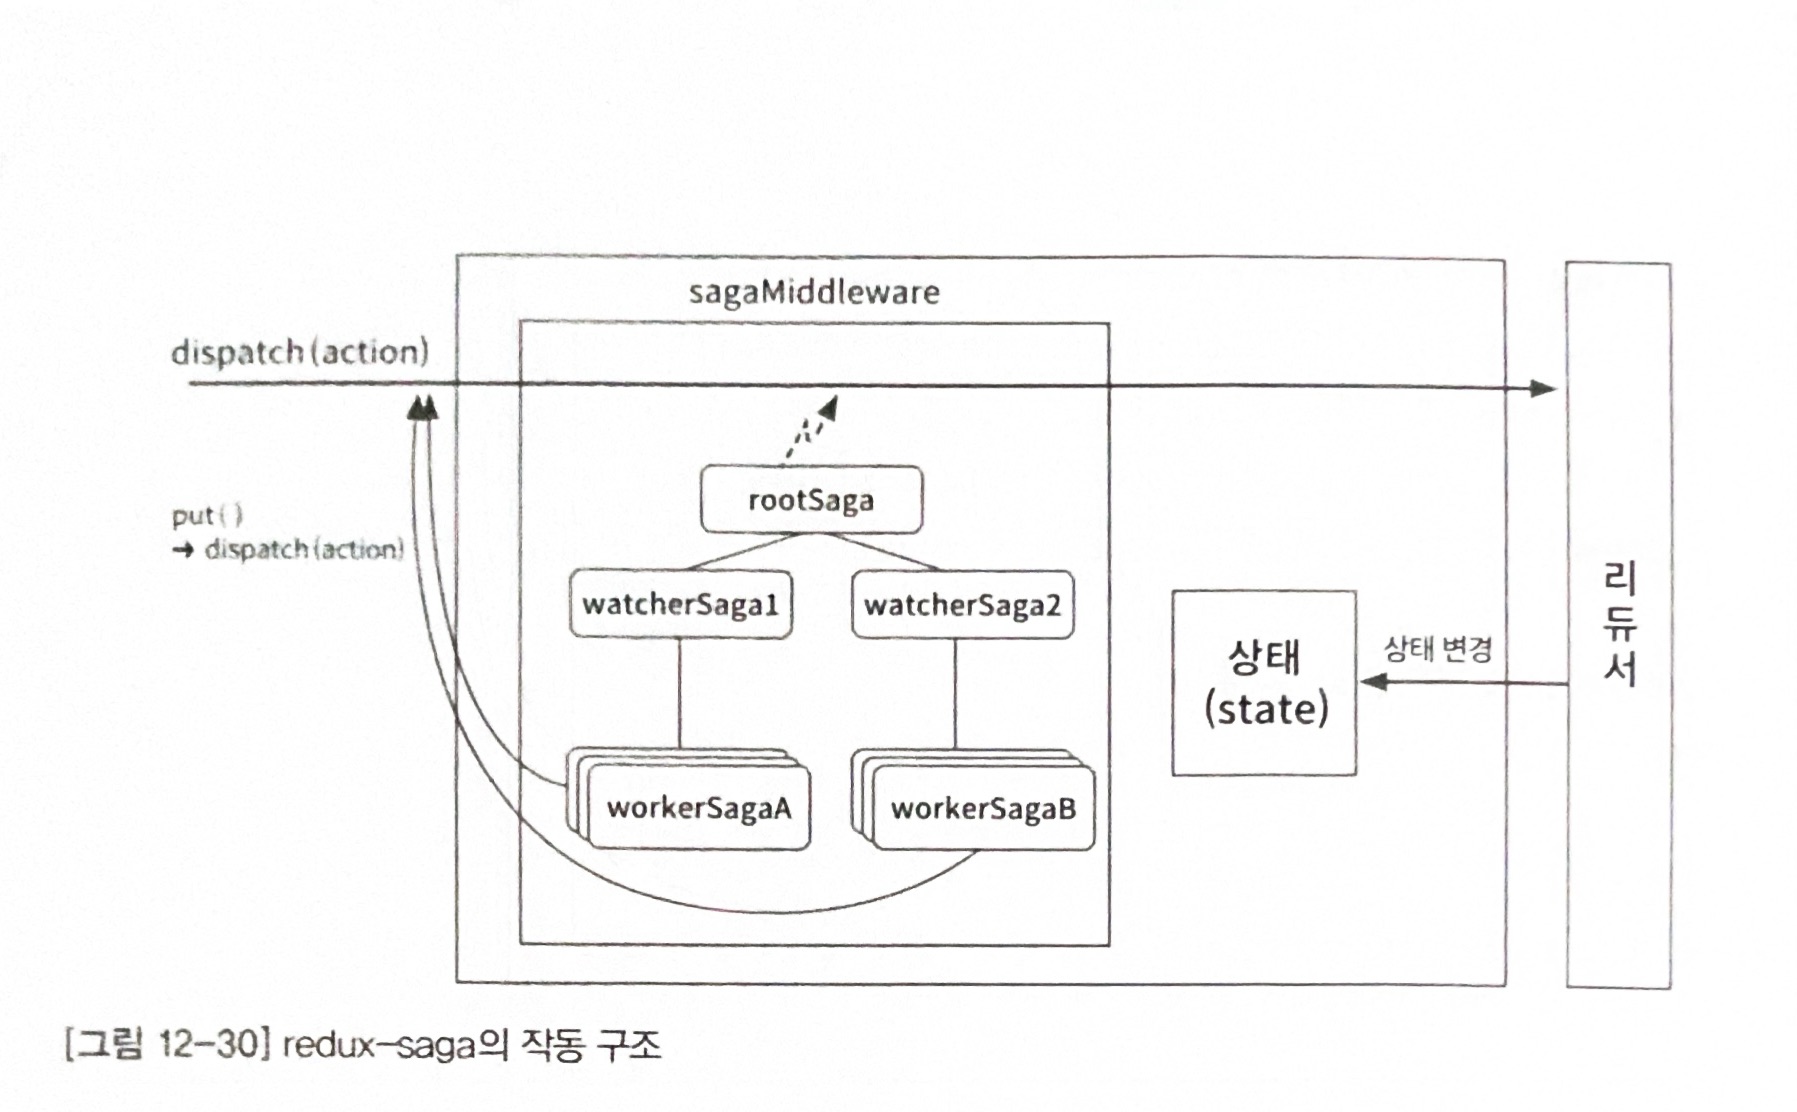 sagaMiddleware
dispatch(action)
put()
→ dispatch(action)
rootSaga
watcherSaga1
watcherSaga2
workerSagaA
workerSagaB
상태
(state)
상태 변경
리듀서
[그림 12-30] redux-saga의 작동 구조